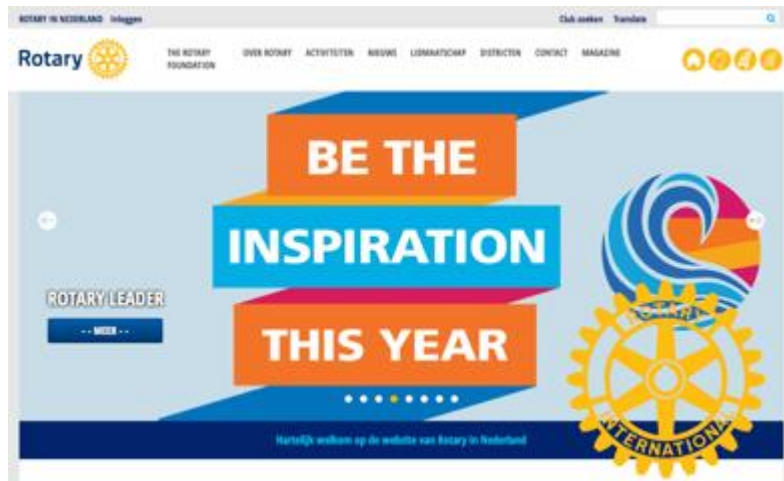 ROTARY IN NEDERLAND Inloggen Club zoeken Translate
Rotary
THE ROTARY FOUNDATION
OVER ROTARY ACTIVITEITEN NIEUWS LIDMAATSCHAP DISTRICTEN CONTACT MAGAZINE
BE THE
INSPIRATION
THIS YEAR
ROTARY LEADER
- - MEER - -
Hartelijk welkom op de website van Rotary in Nederland
INTERNATIONAL